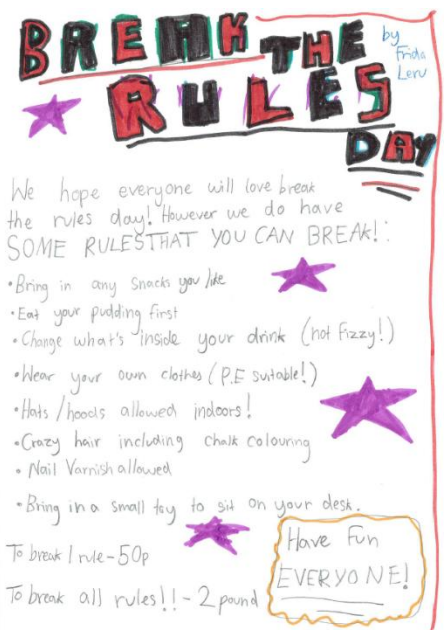 BREAK THE
RULES
DAY
by
Frida
Leru
We hope everyone will love break
the rules day! However we do have
SOME RULES THAT YOU CAN BREAK!:
• Bring in any snacks you like
• Eat your pudding first
• Change what's inside your drink (not fizzy!)
• Wear your own clothes (P.E suitable!)
• Hats/hoods allowed indoors!
• Crazy hair including chalk colouring
• Nail Varnish allowed
• Bring in a small toy to sit on your desk.
To break 1 rule - 50p
To break all rules!! - 2 pound
Have Fun
EVERYONE!